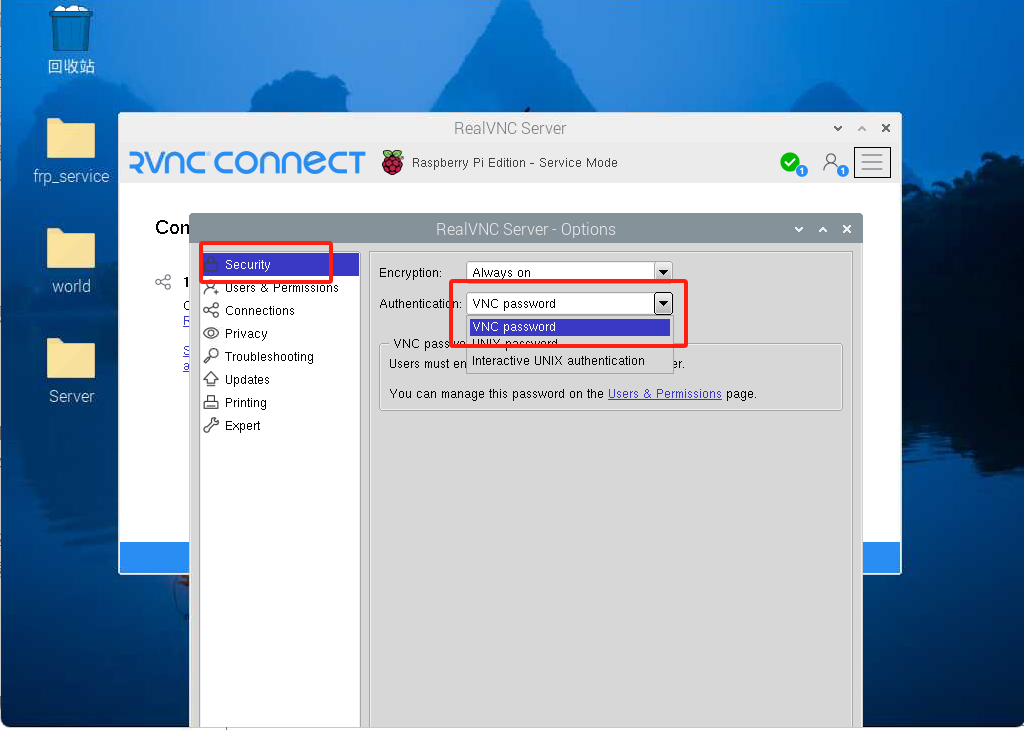 回收站
frp_service
world
Server
RealVNC Server
RVNC CONNECT
Raspberry Pi Edition - Service Mode
1
1
Con
1
RealVNC Server - Options
Security
Users & Permissions
Connections
Privacy
Troubleshooting
Updates
Printing
Expert
Encryption:
Always on
Authentication:
VNC password
VNC password
UNIX password
Interactive UNIX authentication
VNC passw
Users must en
er.
You can manage this password on the Users & Permissions page.